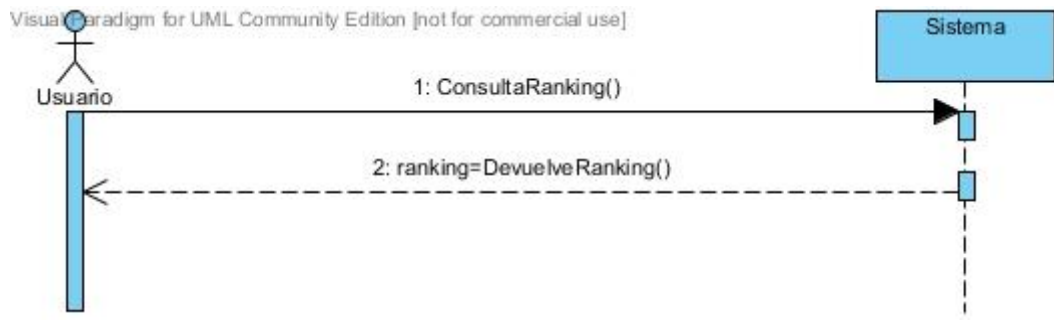 Visual Paradigm for UML Community Edition [not for commercial use]
Sistema
Usuario
1: ConsultaRanking()
2: ranking=DevuelveRanking()